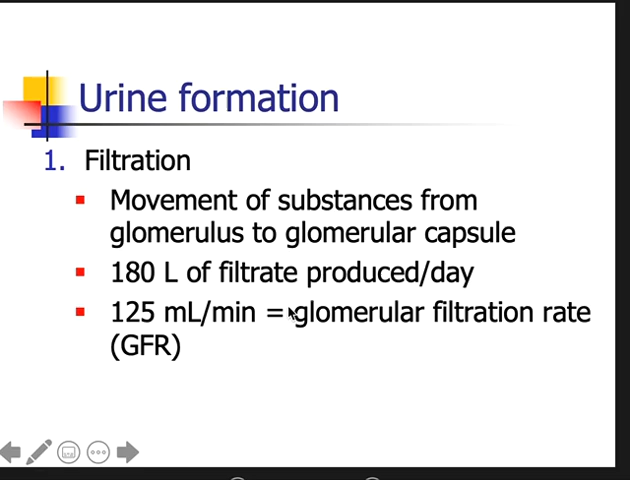 Urine formation
1. Filtration
Movement of substances from
glomerulus to glomerular capsule
180 L of filtrate produced/day
125 mL/min = glomerular filtration rate
(GFR)